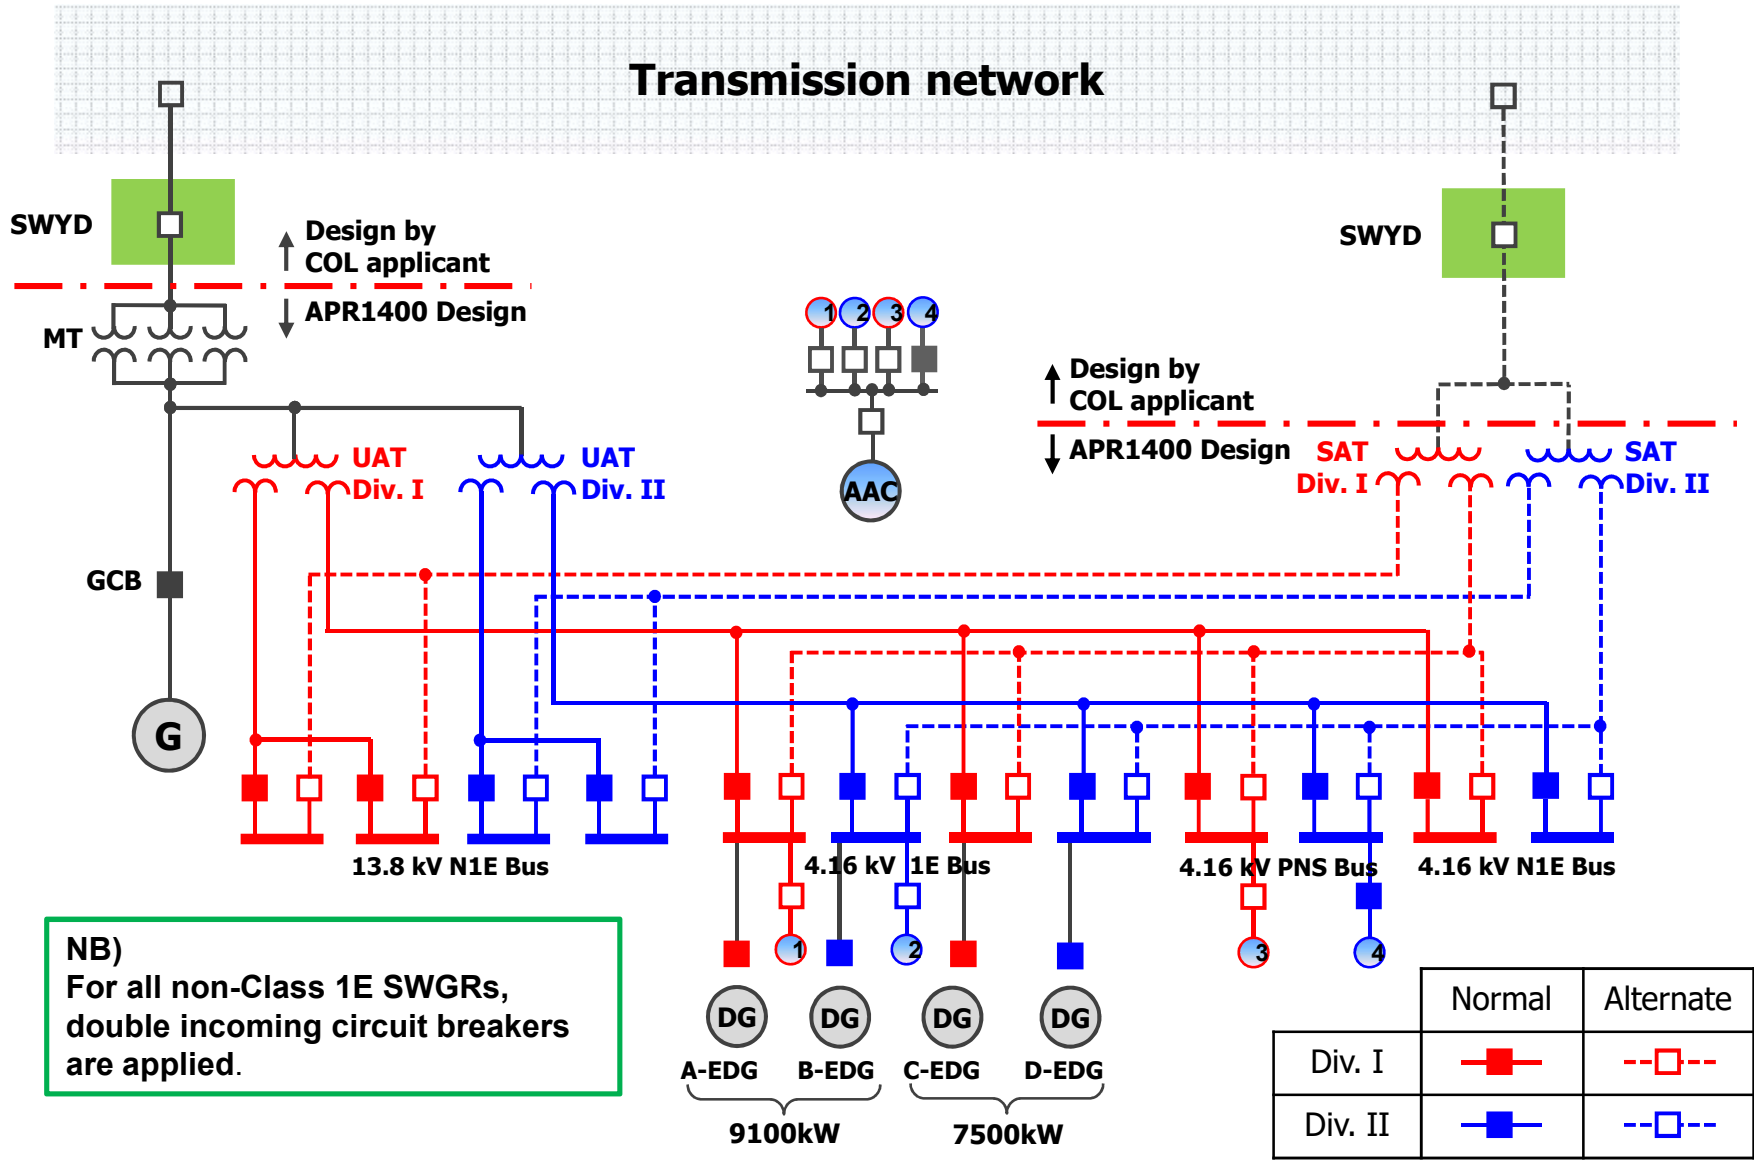 Transmission network
SWYD
Design by
COL applicant
APR1400 Design
MT
SWYD
1 2 3 4
Design by
COL applicant
APR1400 Design
AAC
UAT
Div. I
UAT
Div. II
SAT
Div. I
SAT
Div. II
GCB
G
13.8 kV N1E Bus
4.16 kV 1E Bus
4.16 kV PNS Bus
4.16 kV N1E Bus
1
2
3
4
DG
DG
DG
DG
A-EDG
B-EDG
C-EDG
D-EDG
9100kW
7500kW
NB)
For all non-Class 1E SWGRs,
double incoming circuit breakers
are applied.
Normal Alternate
Div. I
Div. II